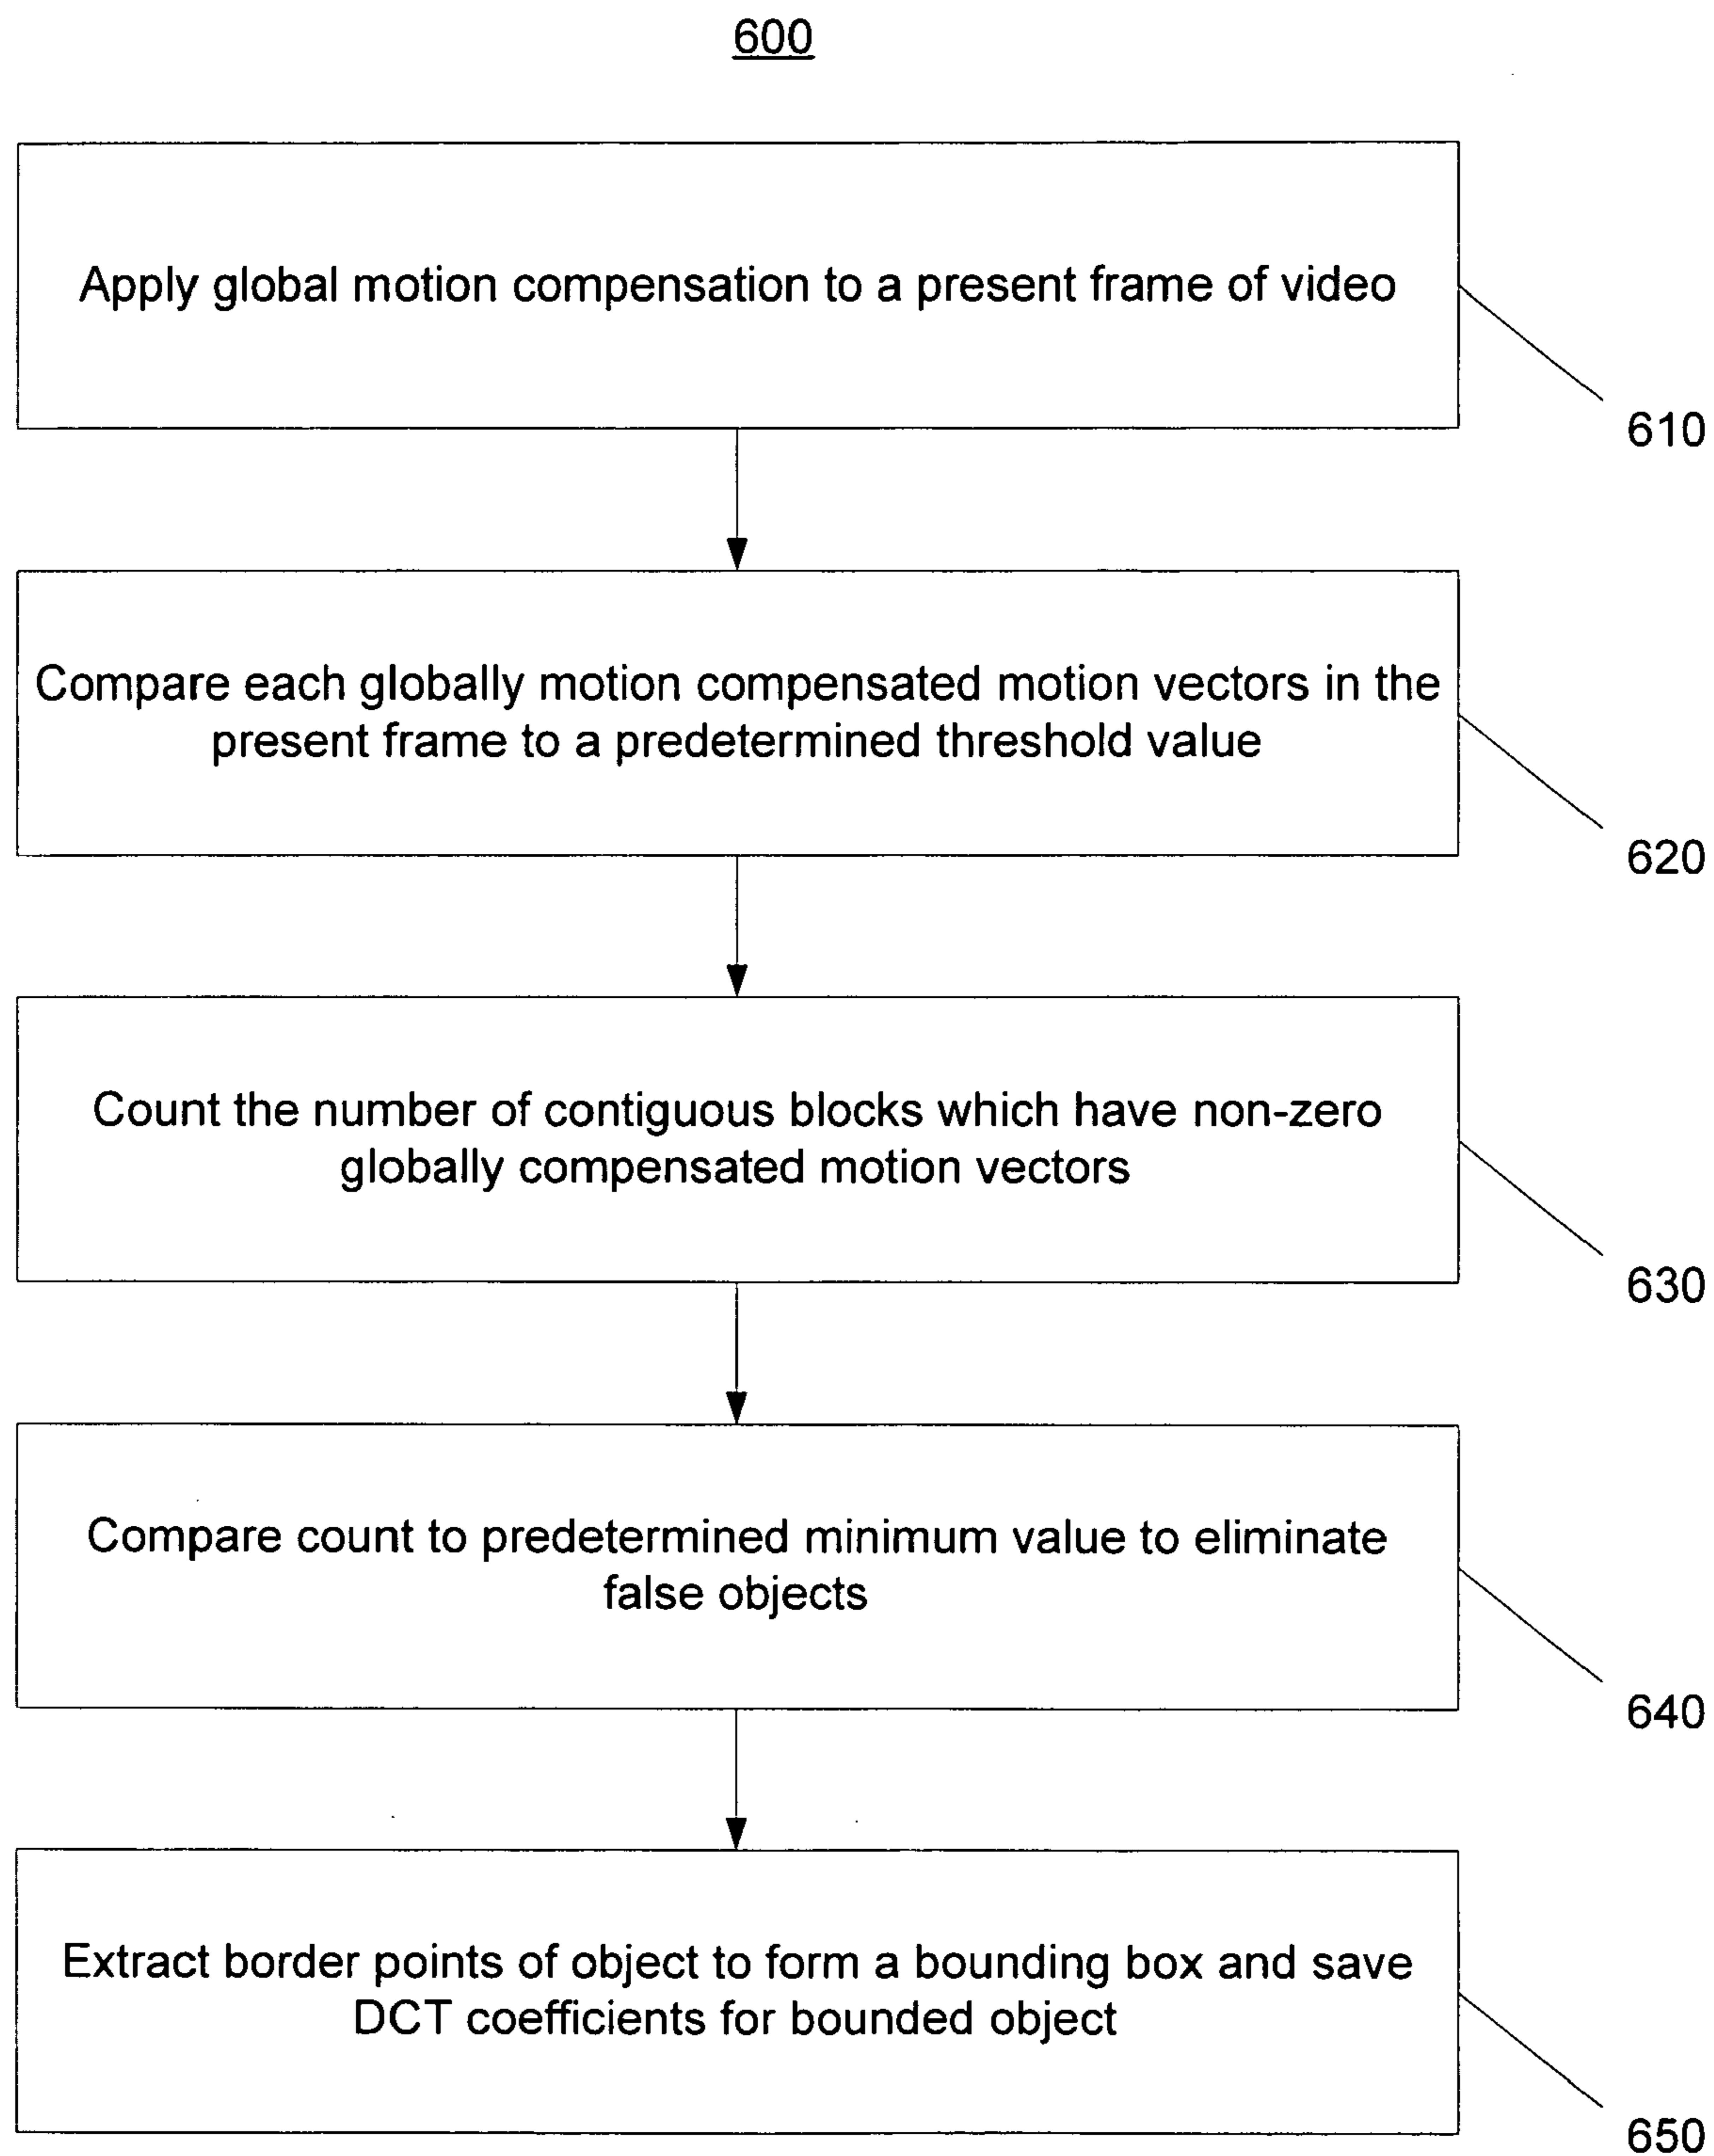 600
Apply global motion compensation to a present frame of video
610
Compare each globally motion compensated motion vectors in the
present frame to a predetermined threshold value
620
Count the number of contiguous blocks which have non-zero
globally compensated motion vectors
630
Compare count to predetermined minimum value to eliminate
false objects
640
Extract border points of object to form a bounding box and save
DCT coefficients for bounded object
650